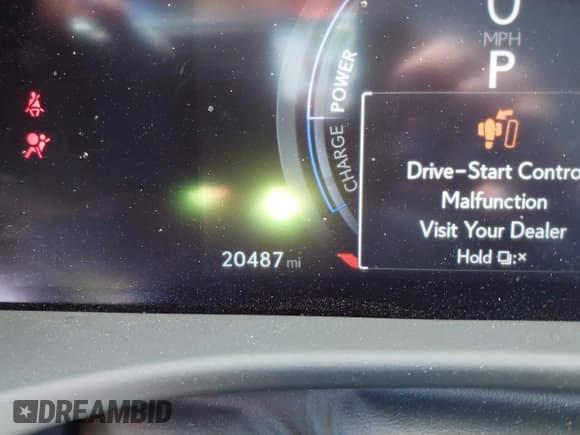 0
MPH
P
POWER
CHARGE
Drive-Start Contro
Malfunction
Visit Your Dealer
Hold :×
20487 mi
DREAMBID